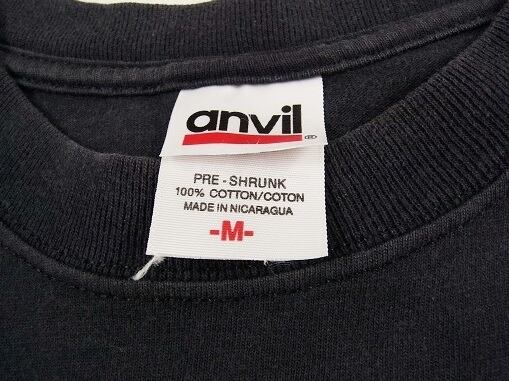 anvil
®
PRE-SHRUNK
100% COTTON/COTON
MADE IN NICARAGUA
-M-